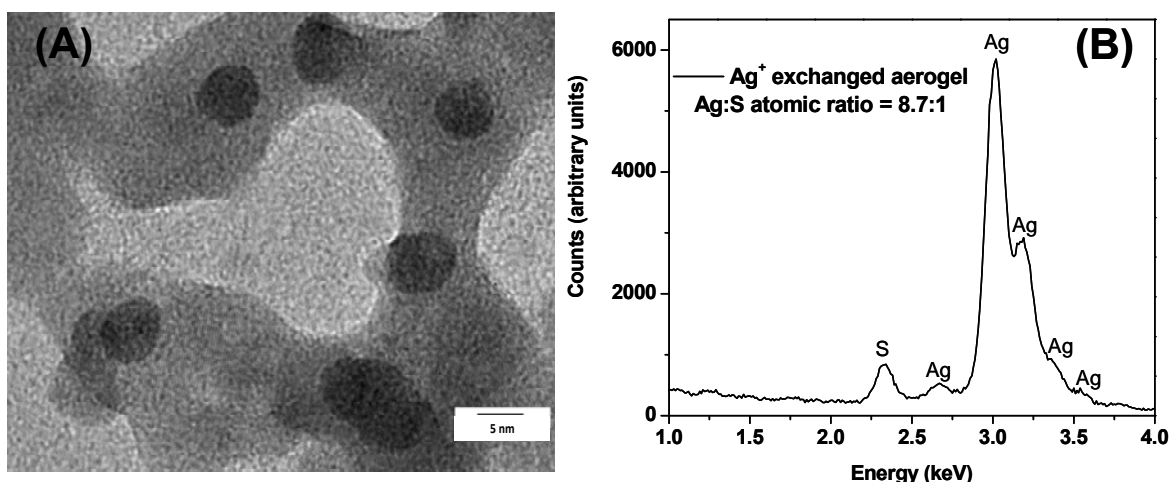 (A)
5 nm
(B)
Ag⁺ exchanged aerogel
Ag:S atomic ratio = 8.7:1
Counts (arbitrary units)
6000
4000
2000
0
Ag
Ag
S
Ag
Ag
Ag
1.0 1.5 2.0 2.5 3.0 3.5 4.0
Energy (keV)